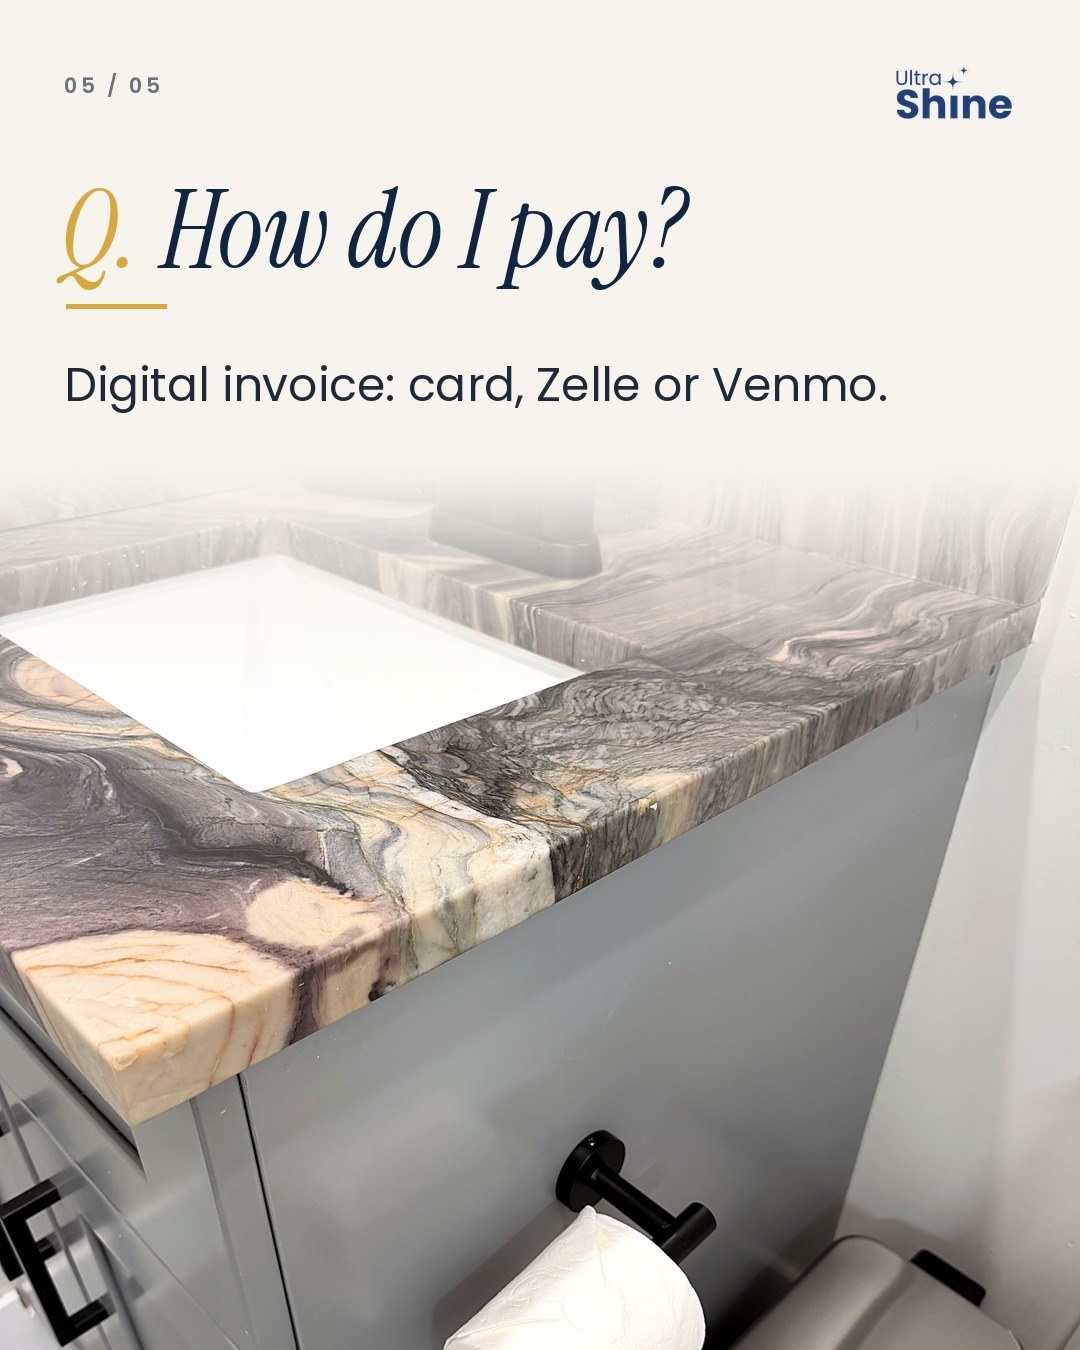 05 / 05
Ultra
Shine
Q. How do I pay?
Digital invoice: card, Zelle or Venmo.